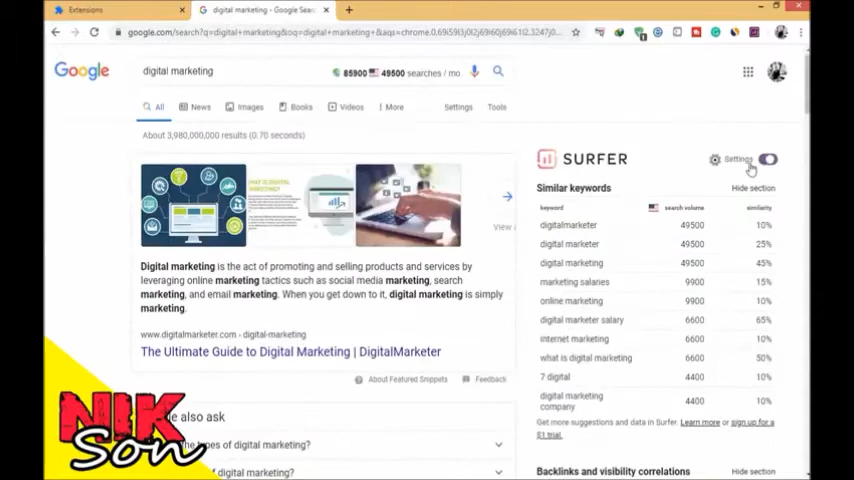 Extensions
digital marketing - Google Sear
google.com/search?q=digital+marketing&oq=digital+marketing+&aqs=chrome.0.69i59l3j0l2j69i60j69i61l2.3247j0...
Google
digital marketing
85900 49500 searches / mo
All
News
Images
Books
Videos
More
Settings
Tools
About 3,980,000,000 results (0.70 seconds)
SURFER
Settings
Similar keywords
Hide section
keyword
search volume
similarity
digitalmarketer
49500
10%
digital marketer
49500
25%
digital marketing
49500
45%
marketing salaries
9900
15%
online marketing
9900
10%
digital marketer salary
6600
65%
internet marketing
6600
10%
what is digital marketing
6600
50%
7 digital
4400
10%
digital marketing
company
4400
10%
Get more suggestions and data in Surfer. Learn more or sign up for a
$1 trial.
Backlinks and visibility correlations
Hide section
View a
Digital marketing is the act of promoting and selling products and services by
leveraging online marketing tactics such as social media marketing, search
marketing, and email marketing. When you get down to it, digital marketing is simply
marketing.
www.digitalmarketer.com › digital-marketing
The Ultimate Guide to Digital Marketing | DigitalMarketer
About Featured Snippets
Feedback
le also ask
the types of digital marketing?
of digital marketing?
NIK
Son